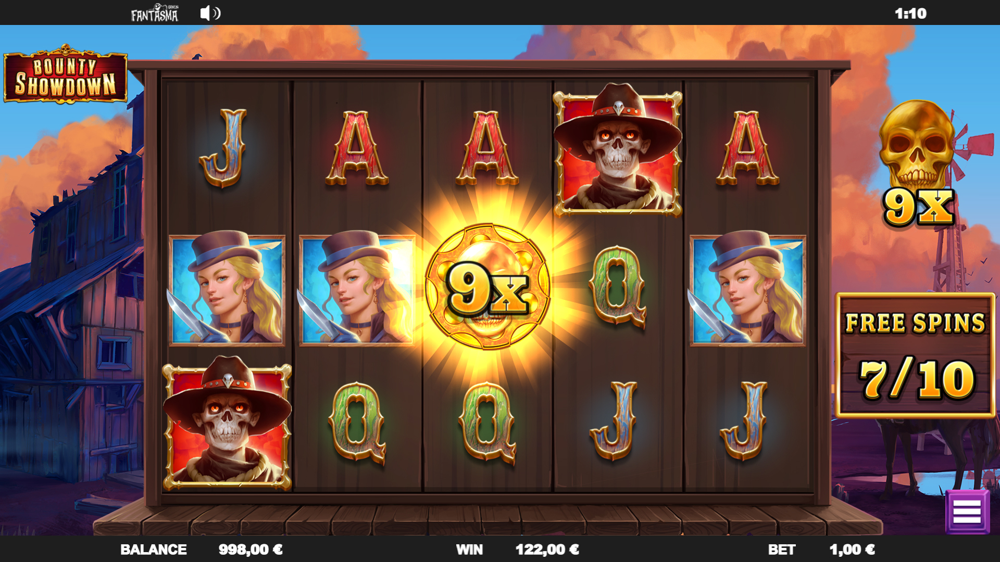 FANTASMA
GAMES
1:10
BOUNTY
SHOWDOWN
J A A A
9X
9X
Q
FREE SPINS
7/10
Q Q J J
BALANCE 998,00 € WIN 122,00 € BET 1,00 €